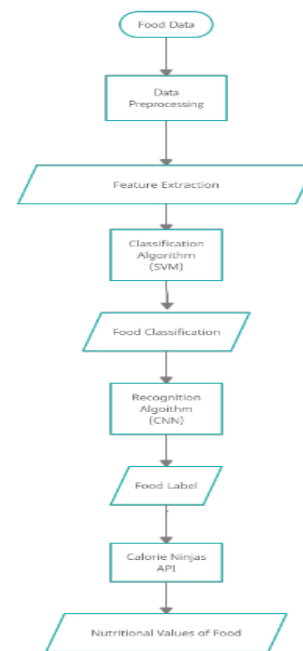 Food Data
Data
Preprocessing
Feature Extraction
Classification
Algorithm
(SVM)
Food Classification
Recognition
Algoithm
(CNN)
Food Label
Calorie Ninjas
API
Nutritional Values of Food